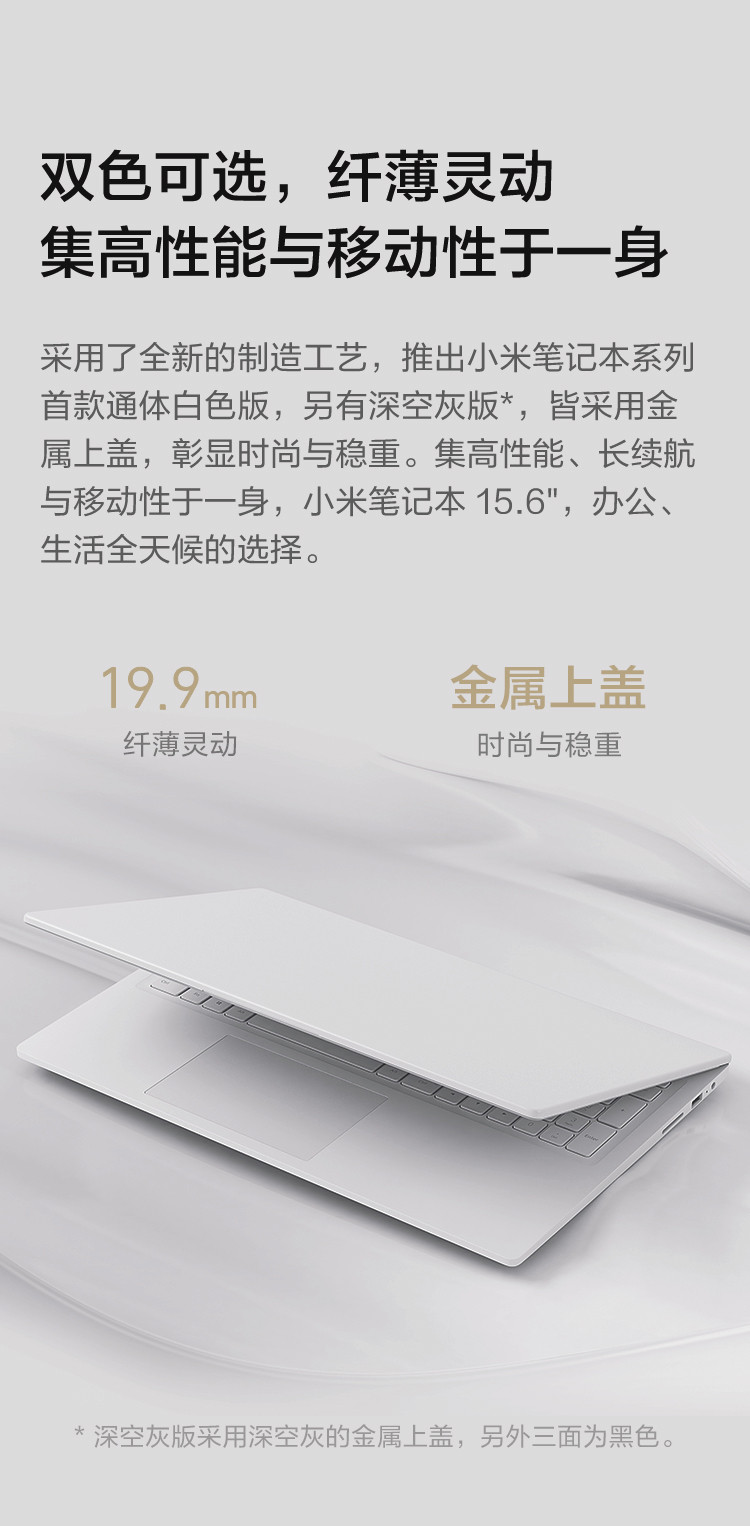 双色可选，纤薄灵动
集高性能与移动性于一身
采用了全新的制造工艺，推出小米笔记本系列
首款通体白色版，另有深空灰版*，皆采用金
属上盖，彰显时尚与稳重。集高性能、长续航
与移动性于一身，小米笔记本 15.6"，办公、
生活全天候的选择。
19.9mm
金属上盖
纤薄灵动
时尚与稳重
* 深空灰版采用深空灰的金属上盖，另外三面为黑色。